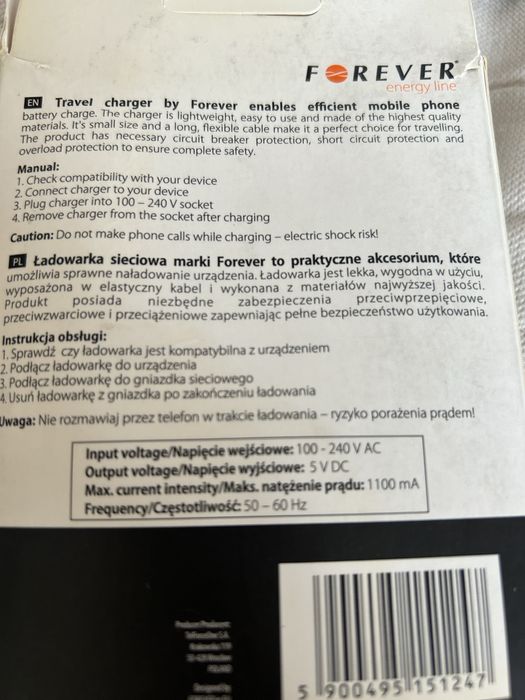 FOREVER
energy line
EN Travel charger by Forever enables efficient mobile phone
battery charge. The charger is lightweight, easy to use and made of the highest quality
materials. It's small size and a long, flexible cable make it a perfect choice for travelling.
The product has necessary circuit breaker protection, short circuit protection and
overload protection to ensure complete safety.
Manual:
1. Check compatibility with your device
2. Connect charger to your device
3. Plug charger into 100 – 240 V socket
4. Remove charger from the socket after charging
Caution: Do not make phone calls while charging – electric shock risk!
PL Ładowarka sieciowa marki Forever to praktyczne akcesorium, które
umożliwia sprawne naładowanie urządzenia. Ładowarka jest lekka, wygodna w użyciu,
wyposażona w elastyczny kabel i wykonana z materiałów najwyższej jakości.
Produkt posiada niezbędne zabezpieczenia przeciwprzepięciowe,
przeciwzwarciowe i przeciążeniowe zapewniając pełne bezpieczeństwo użytkowania.
Instrukcja obsługi:
1. Sprawdź czy ładowarka jest kompatybilna z urządzeniem
2. Podłącz ładowarkę do urządzenia
3. Podłącz ładowarkę do gniazdka sieciowego
4. Usuń ładowarkę z gniazdka po zakończeniu ładowania
Uwaga: Nie rozmawiaj przez telefon w trakcie ładowania – ryzyko porażenia prądem!
Input voltage/Napięcie wejściowe: 100 - 240 V AC
Output voltage/Napięcie wyjściowe: 5 V DC
Max. current intensity/Maks. natężenie prądu: 1100 mA
Frequency/Częstotliwość: 50 – 60 Hz
5 900495 151247